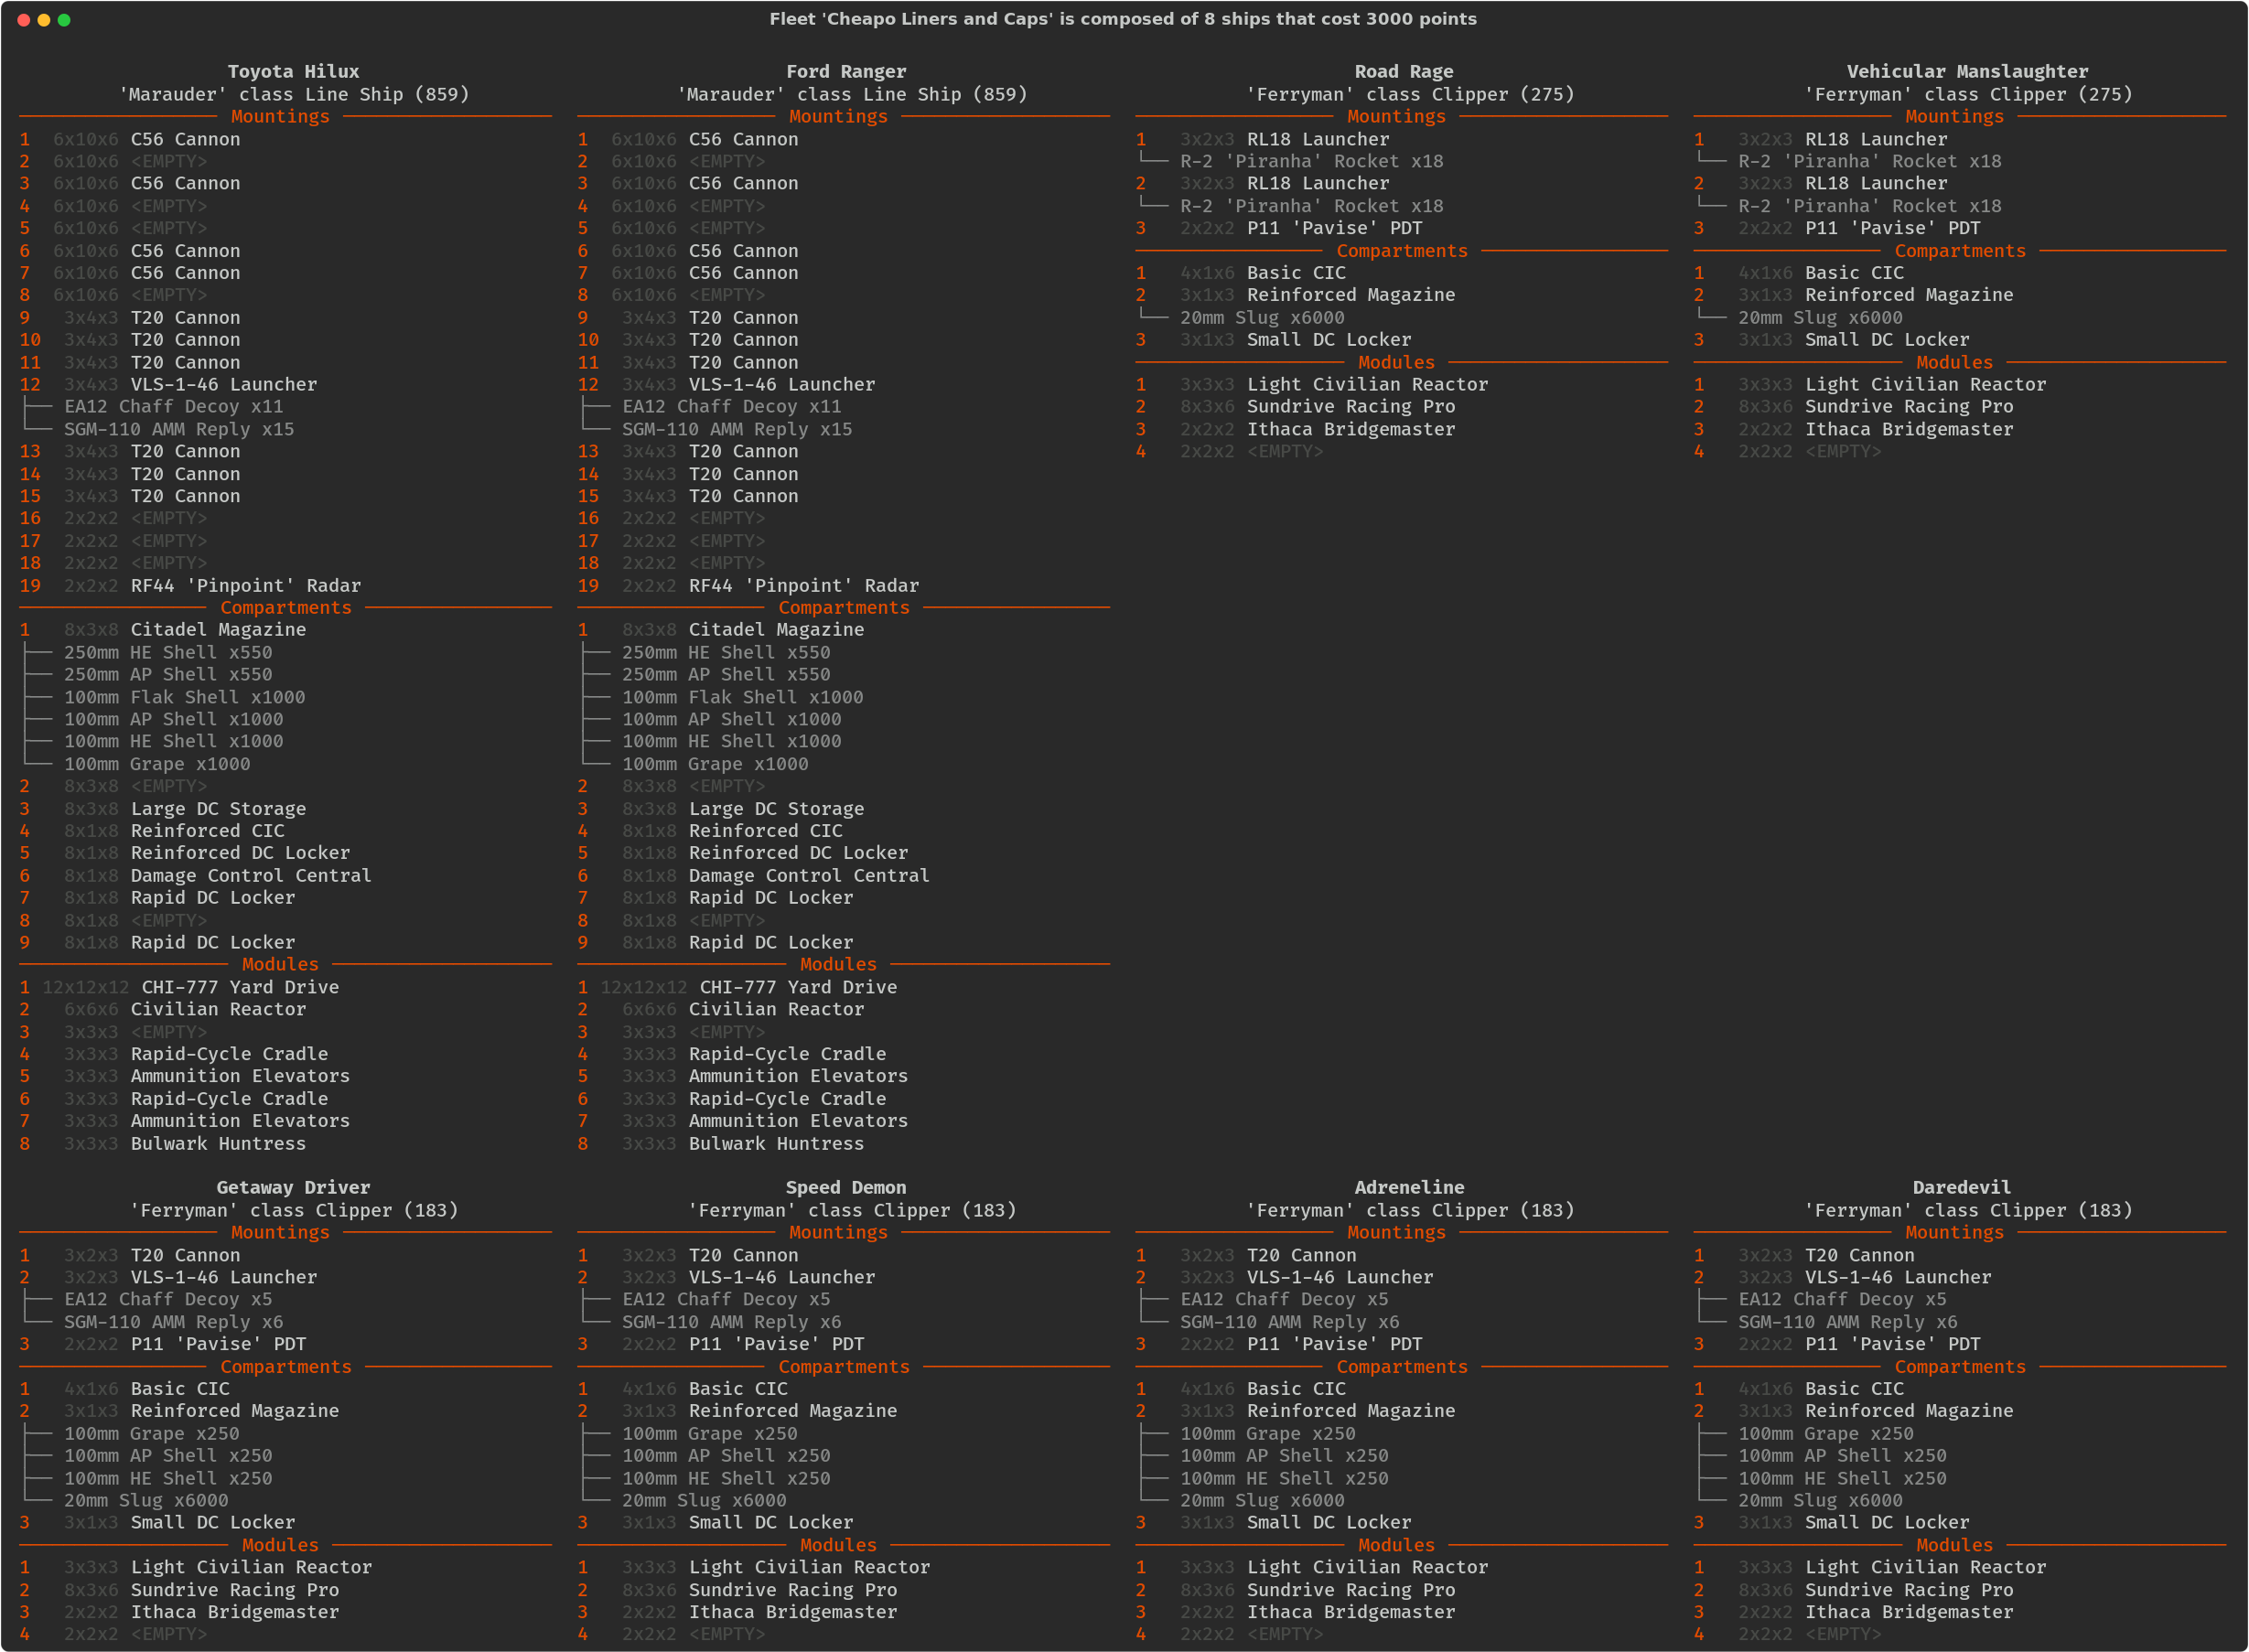 Fleet 'Cheapo Liners and Caps' is composed of 8 ships that cost 3000 points
Toyota Hilux
'Marauder' class Line Ship (859)
Mountings
1 6x10x6 C56 Cannon
2 6x10x6 <EMPTY>
3 6x10x6 C56 Cannon
4 6x10x6 <EMPTY>
5 6x10x6 <EMPTY>
6 6x10x6 C56 Cannon
7 6x10x6 C56 Cannon
8 6x10x6 <EMPTY>
9 3x4x3 T20 Cannon
10 3x4x3 T20 Cannon
11 3x4x3 T20 Cannon
12 3x4x3 VLS-1-46 Launcher
EA12 Chaff Decoy x11
SGM-110 AMM Reply x15
13 3x4x3 T20 Cannon
14 3x4x3 T20 Cannon
15 3x4x3 T20 Cannon
16 2x2x2 <EMPTY>
17 2x2x2 <EMPTY>
18 2x2x2 <EMPTY>
19 2x2x2 RF44 'Pinpoint' Radar
Compartments
1 8x3x8 Citadel Magazine
250mm HE Shell x550
250mm AP Shell x550
100mm Flak Shell x1000
100mm AP Shell x1000
100mm HE Shell x1000
100mm Grape x1000
2 8x3x8 <EMPTY>
3 8x3x8 Large DC Storage
4 8x1x8 Reinforced CIC
5 8x1x8 Reinforced DC Locker
6 8x1x8 Damage Control Central
7 8x1x8 Rapid DC Locker
8 8x1x8 <EMPTY>
9 8x1x8 Rapid DC Locker
Modules
1 12x12x12 CHI-777 Yard Drive
2 6x6x6 Civilian Reactor
3 3x3x3 <EMPTY>
4 3x3x3 Rapid-Cycle Cradle
5 3x3x3 Ammunition Elevators
6 3x3x3 Rapid-Cycle Cradle
7 3x3x3 Ammunition Elevators
8 3x3x3 Bulwark Huntress
Ford Ranger
'Marauder' class Line Ship (859)
Mountings
1 6x10x6 C56 Cannon
2 6x10x6 <EMPTY>
3 6x10x6 C56 Cannon
4 6x10x6 <EMPTY>
5 6x10x6 <EMPTY>
6 6x10x6 C56 Cannon
7 6x10x6 C56 Cannon
8 6x10x6 <EMPTY>
9 3x4x3 T20 Cannon
10 3x4x3 T20 Cannon
11 3x4x3 T20 Cannon
12 3x4x3 VLS-1-46 Launcher
EA12 Chaff Decoy x11
SGM-110 AMM Reply x15
13 3x4x3 T20 Cannon
14 3x4x3 T20 Cannon
15 3x4x3 T20 Cannon
16 2x2x2 <EMPTY>
17 2x2x2 <EMPTY>
18 2x2x2 <EMPTY>
19 2x2x2 RF44 'Pinpoint' Radar
Compartments
1 8x3x8 Citadel Magazine
250mm HE Shell x550
250mm AP Shell x550
100mm Flak Shell x1000
100mm AP Shell x1000
100mm HE Shell x1000
100mm Grape x1000
2 8x3x8 <EMPTY>
3 8x3x8 Large DC Storage
4 8x1x8 Reinforced CIC
5 8x1x8 Reinforced DC Locker
6 8x1x8 Damage Control Central
7 8x1x8 Rapid DC Locker
8 8x1x8 <EMPTY>
9 8x1x8 Rapid DC Locker
Modules
1 12x12x12 CHI-777 Yard Drive
2 6x6x6 Civilian Reactor
3 3x3x3 <EMPTY>
4 3x3x3 Rapid-Cycle Cradle
5 3x3x3 Ammunition Elevators
6 3x3x3 Rapid-Cycle Cradle
7 3x3x3 Ammunition Elevators
8 3x3x3 Bulwark Huntress
Road Rage
'Ferryman' class Clipper (275)
Mountings
1 3x2x3 RL18 Launcher
R-2 'Piranha' Rocket x18
2 3x2x3 RL18 Launcher
R-2 'Piranha' Rocket x18
3 2x2x2 P11 'Pavise' PDT
Compartments
1 4x1x6 Basic CIC
2 3x1x3 Reinforced Magazine
20mm Slug x6000
3 3x1x3 Small DC Locker
Modules
1 3x3x3 Light Civilian Reactor
2 8x3x6 Sundrive Racing Pro
3 2x2x2 Ithaca Bridgemaster
4 2x2x2 <EMPTY>
Vehicular Manslaughter
'Ferryman' class Clipper (275)
Mountings
1 3x2x3 RL18 Launcher
R-2 'Piranha' Rocket x18
2 3x2x3 RL18 Launcher
R-2 'Piranha' Rocket x18
3 2x2x2 P11 'Pavise' PDT
Compartments
1 4x1x6 Basic CIC
2 3x1x3 Reinforced Magazine
20mm Slug x6000
3 3x1x3 Small DC Locker
Modules
1 3x3x3 Light Civilian Reactor
2 8x3x6 Sundrive Racing Pro
3 2x2x2 Ithaca Bridgemaster
4 2x2x2 <EMPTY>
Getaway Driver
'Ferryman' class Clipper (183)
Mountings
1 3x2x3 T20 Cannon
2 3x2x3 VLS-1-46 Launcher
EA12 Chaff Decoy x5
SGM-110 AMM Reply x6
3 2x2x2 P11 'Pavise' PDT
Compartments
1 4x1x6 Basic CIC
2 3x1x3 Reinforced Magazine
100mm Grape x250
100mm AP Shell x250
100mm HE Shell x250
20mm Slug x6000
3 3x1x3 Small DC Locker
Modules
1 3x3x3 Light Civilian Reactor
2 8x3x6 Sundrive Racing Pro
3 2x2x2 Ithaca Bridgemaster
4 2x2x2 <EMPTY>
Speed Demon
'Ferryman' class Clipper (183)
Mountings
1 3x2x3 T20 Cannon
2 3x2x3 VLS-1-46 Launcher
EA12 Chaff Decoy x5
SGM-110 AMM Reply x6
3 2x2x2 P11 'Pavise' PDT
Compartments
1 4x1x6 Basic CIC
2 3x1x3 Reinforced Magazine
100mm Grape x250
100mm AP Shell x250
100mm HE Shell x250
20mm Slug x6000
3 3x1x3 Small DC Locker
Modules
1 3x3x3 Light Civilian Reactor
2 8x3x6 Sundrive Racing Pro
3 2x2x2 Ithaca Bridgemaster
4 2x2x2 <EMPTY>
Adreneline
'Ferryman' class Clipper (183)
Mountings
1 3x2x3 T20 Cannon
2 3x2x3 VLS-1-46 Launcher
EA12 Chaff Decoy x5
SGM-110 AMM Reply x6
3 2x2x2 P11 'Pavise' PDT
Compartments
1 4x1x6 Basic CIC
2 3x1x3 Reinforced Magazine
100mm Grape x250
100mm AP Shell x250
100mm HE Shell x250
20mm Slug x6000
3 3x1x3 Small DC Locker
Modules
1 3x3x3 Light Civilian Reactor
2 8x3x6 Sundrive Racing Pro
3 2x2x2 Ithaca Bridgemaster
4 2x2x2 <EMPTY>
Daredevil
'Ferryman' class Clipper (183)
Mountings
1 3x2x3 T20 Cannon
2 3x2x3 VLS-1-46 Launcher
EA12 Chaff Decoy x5
SGM-110 AMM Reply x6
3 2x2x2 P11 'Pavise' PDT
Compartments
1 4x1x6 Basic CIC
2 3x1x3 Reinforced Magazine
100mm Grape x250
100mm AP Shell x250
100mm HE Shell x250
20mm Slug x6000
3 3x1x3 Small DC Locker
Modules
1 3x3x3 Light Civilian Reactor
2 8x3x6 Sundrive Racing Pro
3 2x2x2 Ithaca Bridgemaster
4 2x2x2 <EMPTY>